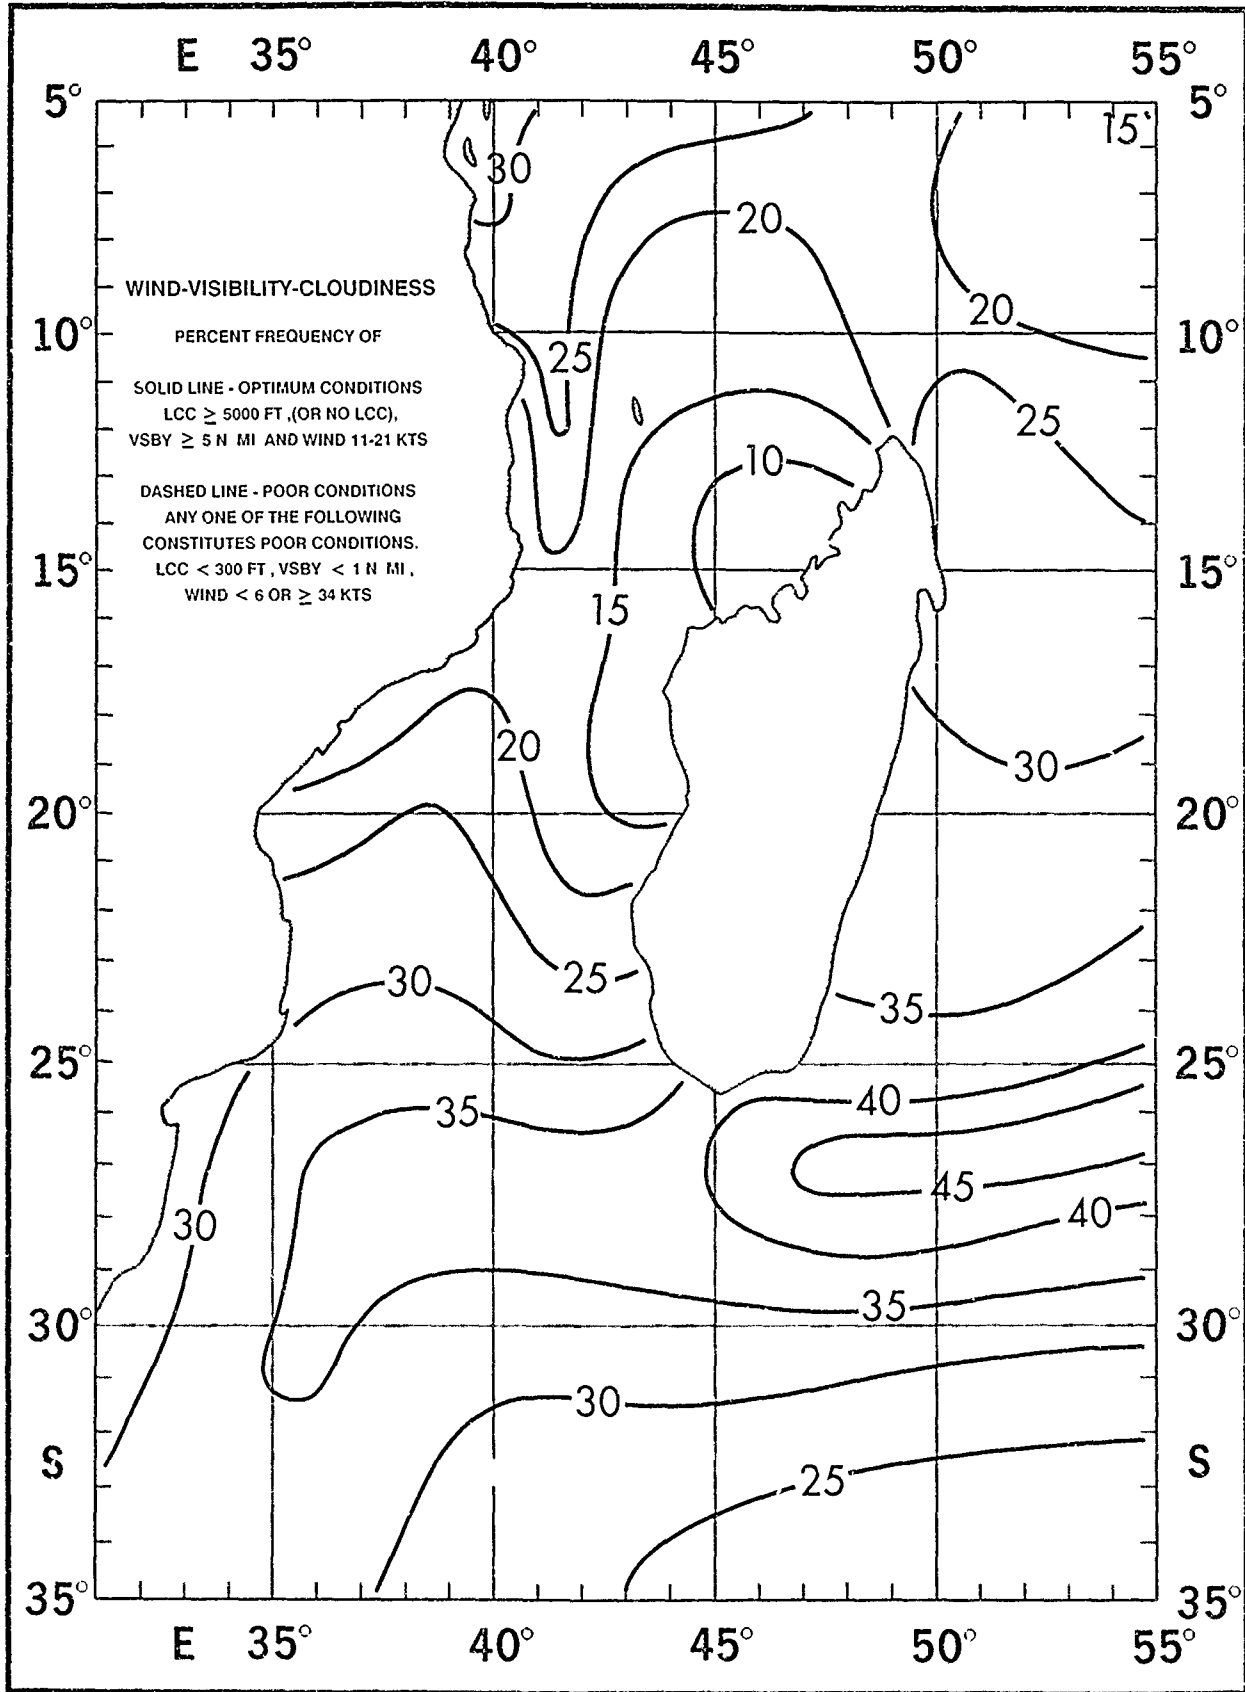 E 35° 40° 45° 50° 55°
5° 5°
15
30
20
WIND-VISIBILITY-CLOUDINESS
20
10° PERCENT FREQUENCY OF 10°
25
SOLID LINE - OPTIMUM CONDITIONS
LCC ≥ 5000 FT ,(OR NO LCC),
25
VSBY ≥ 5 N MI AND WIND 11-21 KTS
10
DASHED LINE - POOR CONDITIONS
ANY ONE OF THE FOLLOWING
CONSTITUTES POOR CONDITIONS.
15° LCC < 300 FT , VSBY < 1 N MI , 15°
WIND < 6 OR ≥ 34 KTS
15
20
30
20° 20°
25
30
35
25° 25°
40
35
45
40
30
35
30° 30°
30
S S
25
35° 35°
E 35° 40° 45° 50° 55°